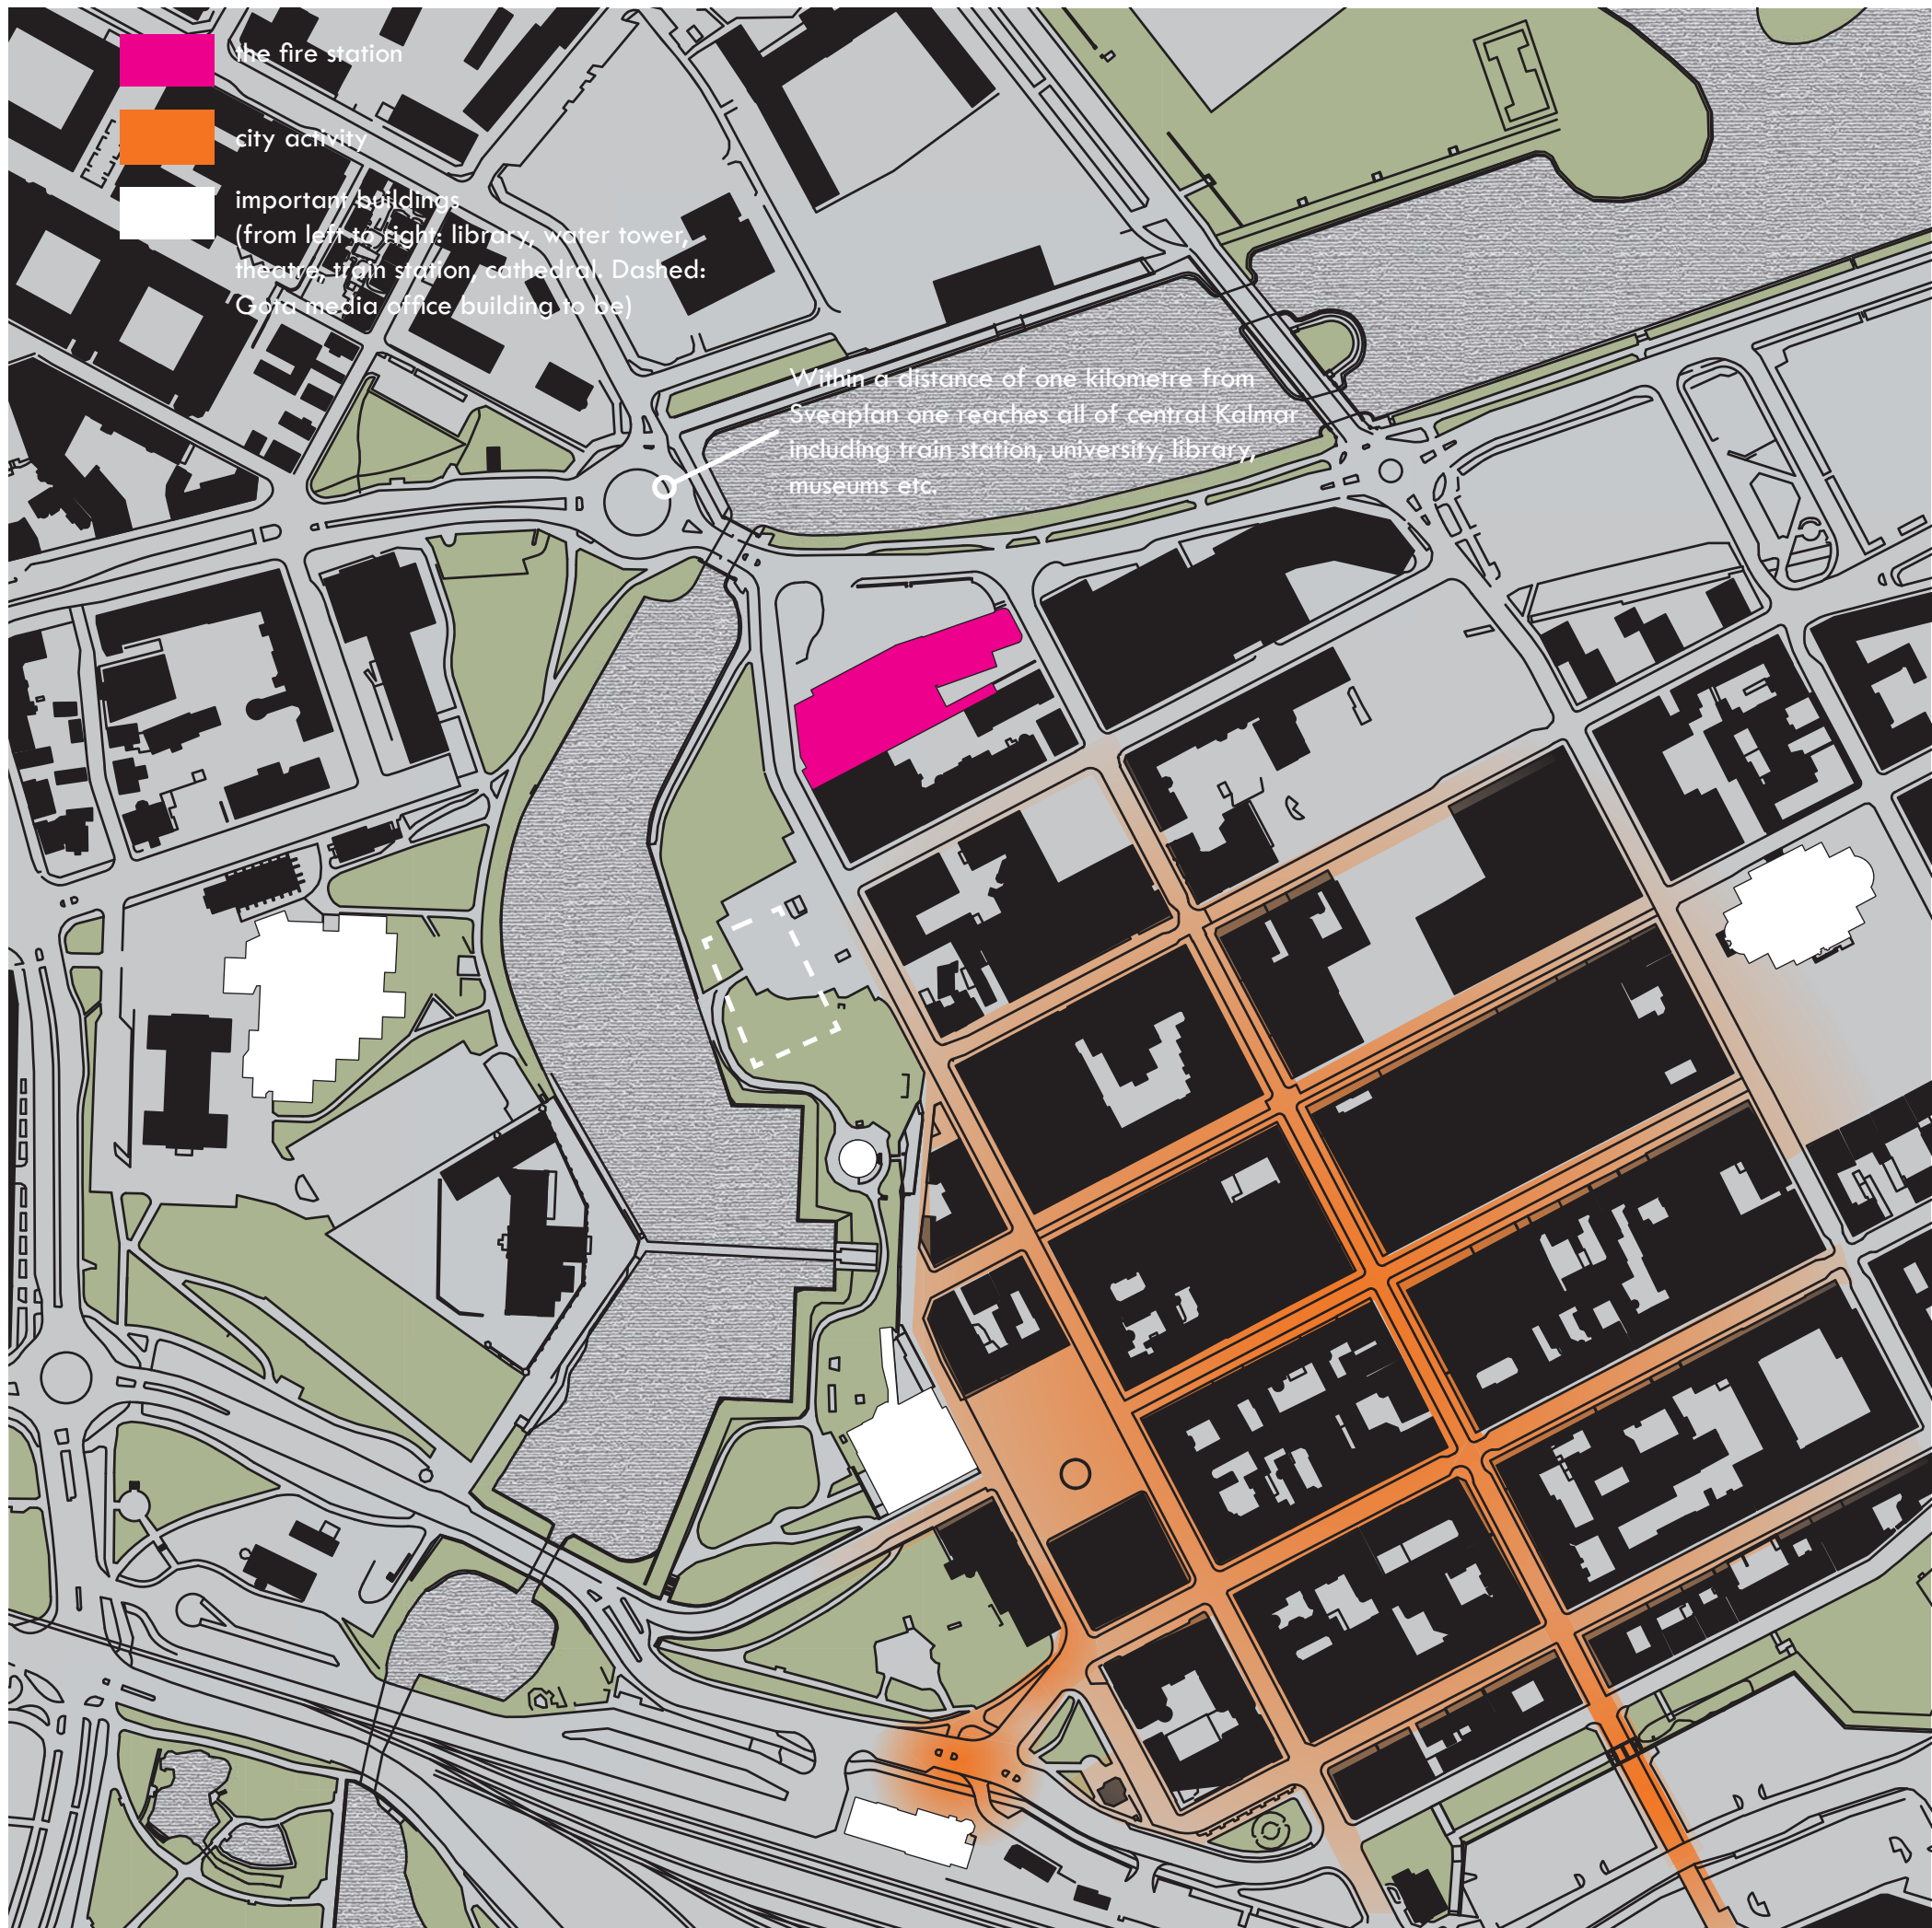 the fire station
city activity
important buildings
(from left to right: library, water tower,
theatre, train station, cathedral. Dashed:
Gota media office building to be)
Within a distance of one kilometre from
Sveaplan one reaches all of central Kalmar
including train station, university, library,
museums etc.